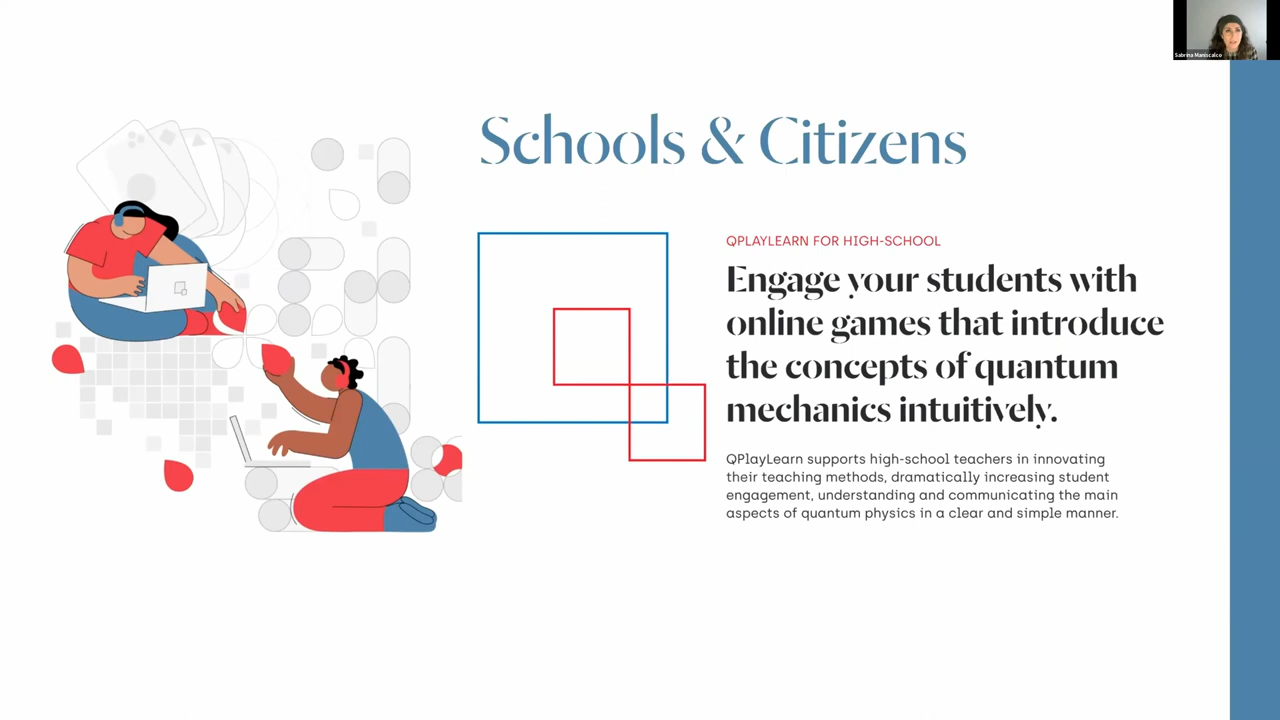 Sabrina Maniscalco
Schools & Citizens
QPLAYLEARN FOR HIGH-SCHOOL
Engage your students with
online games that introduce
the concepts of quantum
mechanics intuitively.
QPlayLearn supports high-school teachers in innovating
their teaching methods, dramatically increasing student
engagement, understanding and communicating the main
aspects of quantum physics in a clear and simple manner.